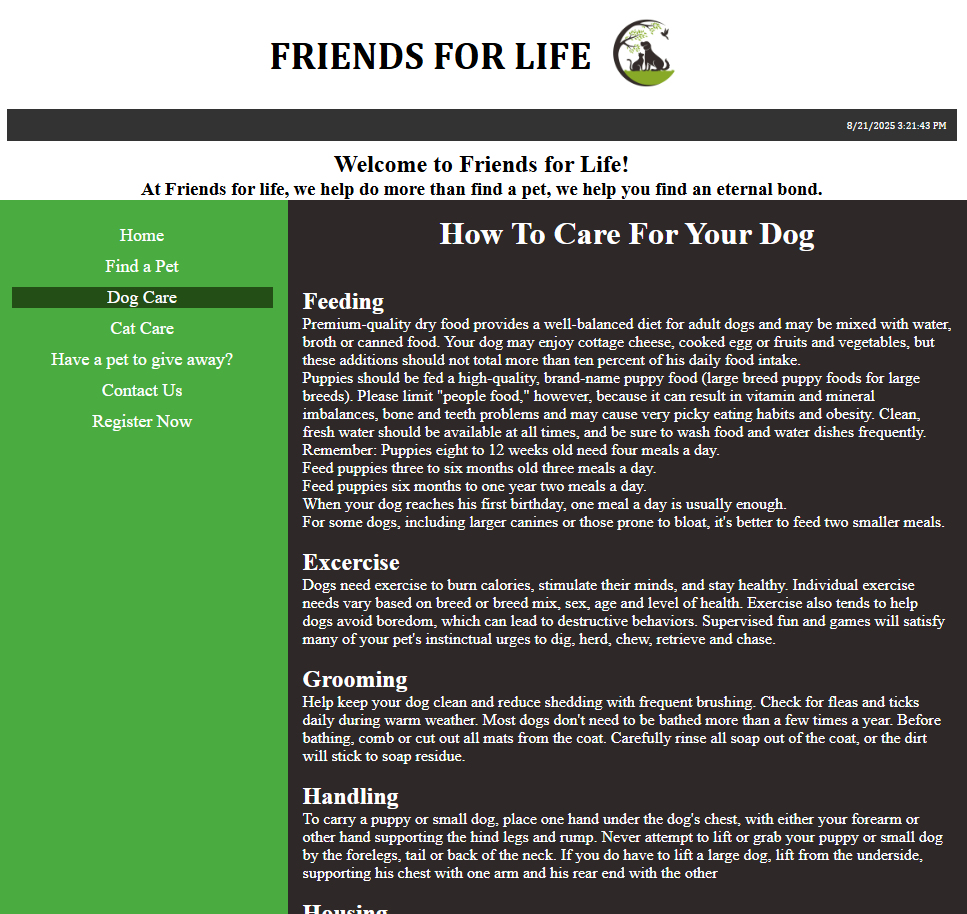 FRIENDS FOR LIFE
8/21/2025 3:21:43 PM
Welcome to Friends for Life!
At Friends for life, we help do more than find a pet, we help you find an eternal bond.
Home
Find a Pet
Dog Care
Cat Care
Have a pet to give away?
Contact Us
Register Now
How To Care For Your Dog
Feeding
Premium-quality dry food provides a well-balanced diet for adult dogs and may be mixed with water,
broth or canned food. Your dog may enjoy cottage cheese, cooked egg or fruits and vegetables, but
these additions should not total more than ten percent of his daily food intake.
Puppies should be fed a high-quality, brand-name puppy food (large breed puppy foods for large
breeds). Please limit "people food," however, because it can result in vitamin and mineral
imbalances, bone and teeth problems and may cause very picky eating habits and obesity. Clean,
fresh water should be available at all times, and be sure to wash food and water dishes frequently.
Remember: Puppies eight to 12 weeks old need four meals a day.
Feed puppies three to six months old three meals a day.
Feed puppies six months to one year two meals a day.
When your dog reaches his first birthday, one meal a day is usually enough.
For some dogs, including larger canines or those prone to bloat, it's better to feed two smaller meals.
Excercise
Dogs need exercise to burn calories, stimulate their minds, and stay healthy. Individual exercise
needs vary based on breed or breed mix, sex, age and level of health. Exercise also tends to help
dogs avoid boredom, which can lead to destructive behaviors. Supervised fun and games will satisfy
many of your pet's instinctual urges to dig, herd, chew, retrieve and chase.
Grooming
Help keep your dog clean and reduce shedding with frequent brushing. Check for fleas and ticks
daily during warm weather. Most dogs don't need to be bathed more than a few times a year. Before
bathing, comb or cut out all mats from the coat. Carefully rinse all soap out of the coat, or the dirt
will stick to soap residue.
Handling
To carry a puppy or small dog, place one hand under the dog's chest, with either your forearm or
other hand supporting the hind legs and rump. Never attempt to lift or grab your puppy or small dog
by the forelegs, tail or back of the neck. If you do have to lift a large dog, lift from the underside,
supporting his chest with one arm and his rear end with the other
Housing